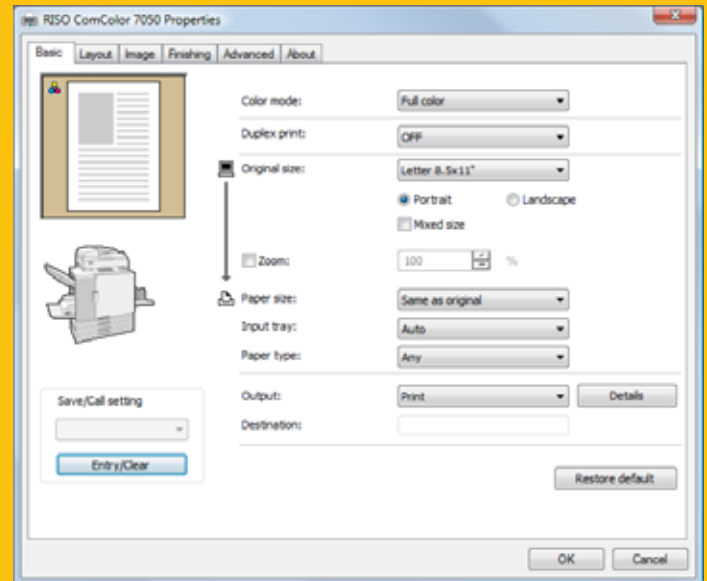 RISO ComColor 7050 Properties
Basic Layout Image Finishing Advanced About
Color mode: Full color
Duplex print: OFF
Original size: Letter 8.5x11"
Portrait Landscape
Mixed size
Zoom: 100 %
Paper size: Same as original
Input tray: Auto
Paper type: Any
Save/Call setting
Entry/Clear
Output: Print Details
Destination:
Restore default
OK Cancel